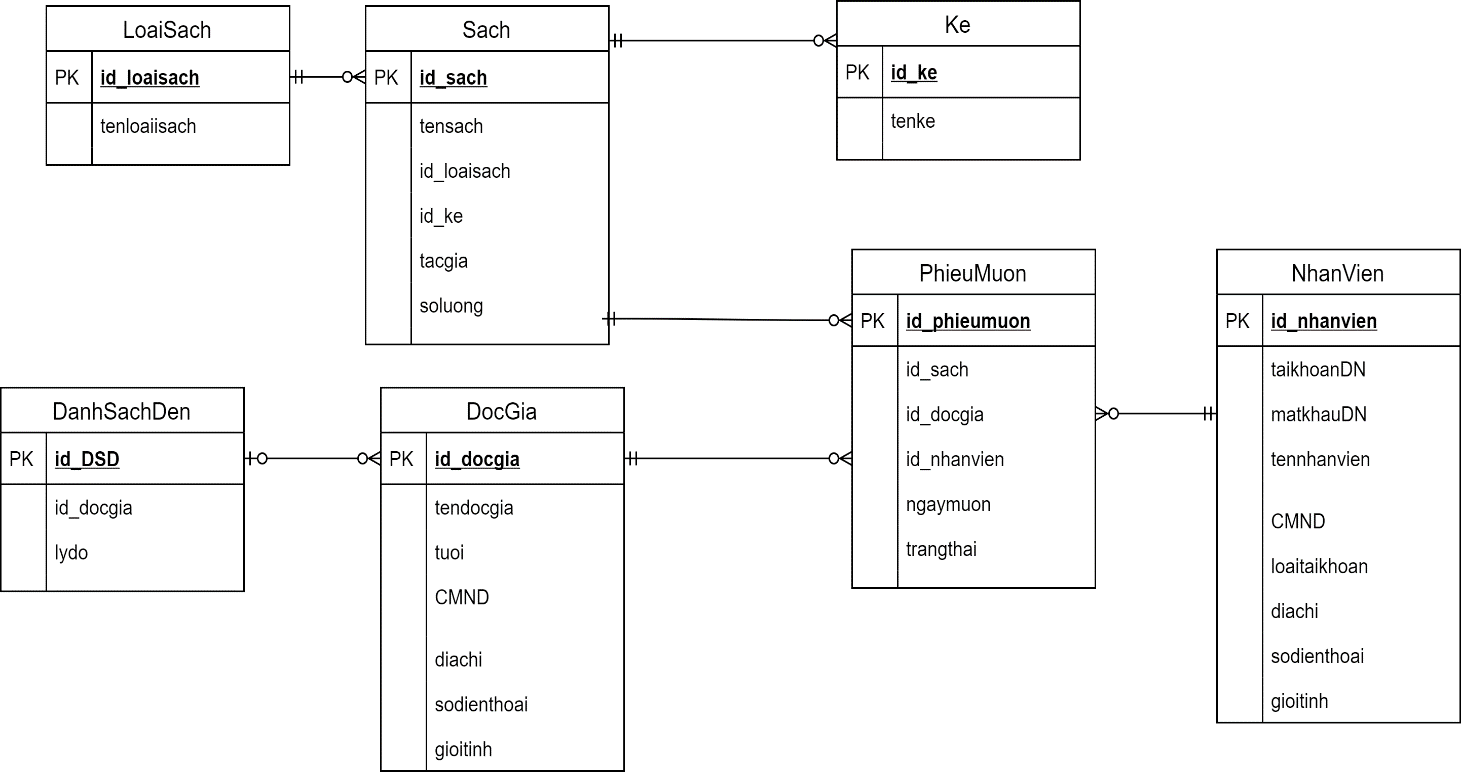 LoaiSach
PK id_loaisach
tenloaiisach
Sach
PK id_sach
tensach
id_loaisach
id_ke
tacgia
soluong
Ke
PK id_ke
tenke
PhieuMuon
PK id_phieumuon
id_sach
id_docgia
id_nhanvien
ngaymuon
trangthai
NhanVien
PK id_nhanvien
taikhoanDN
matkhauDN
tennhanvien
CMND
loaitaikhoan
diachi
sodienthoai
gioitinh
DanhSachDen
PK id_DSD
id_docgia
lydo
DocGia
PK id_docgia
tendocgia
tuoi
CMND
diachi
sodienthoai
gioitinh